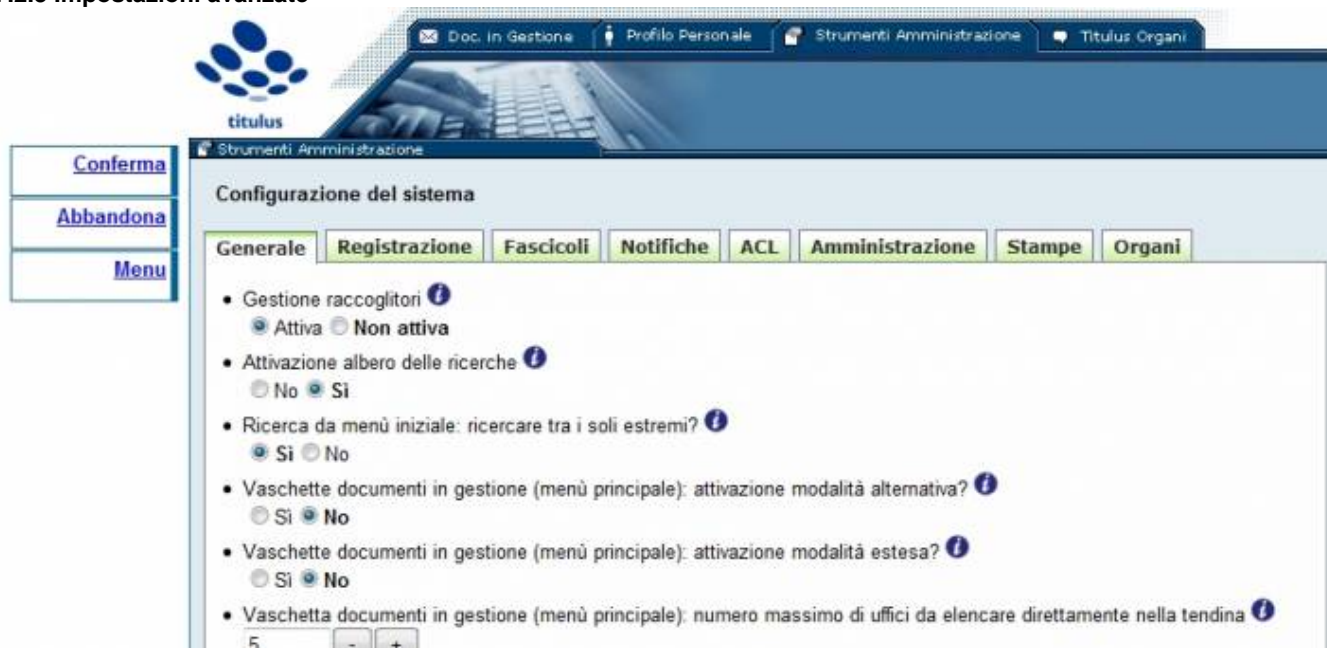 Impostazioni avanzate
Doc. in Gestione
Profilo Personale
Strumenti Amministrazione
Titulus Organi
titulus
Strumenti Amministrazione
Conferma
Abbandona
Menu
Configurazione del sistema
Generale Registrazione Fascicoli Notifiche ACL Amministrazione Stampe Organi
• Gestione raccoglitori
Attiva Non attiva
• Attivazione albero delle ricerche
No Sì
• Ricerca da menù iniziale: ricercare tra i soli estremi?
Sì No
• Vaschette documenti in gestione (menù principale): attivazione modalità alternativa?
Sì No
• Vaschette documenti in gestione (menù principale): attivazione modalità estesa?
Sì No
• Vaschetta documenti in gestione (menù principale): numero massimo di uffici da elencare direttamente nella tendina
5 - +